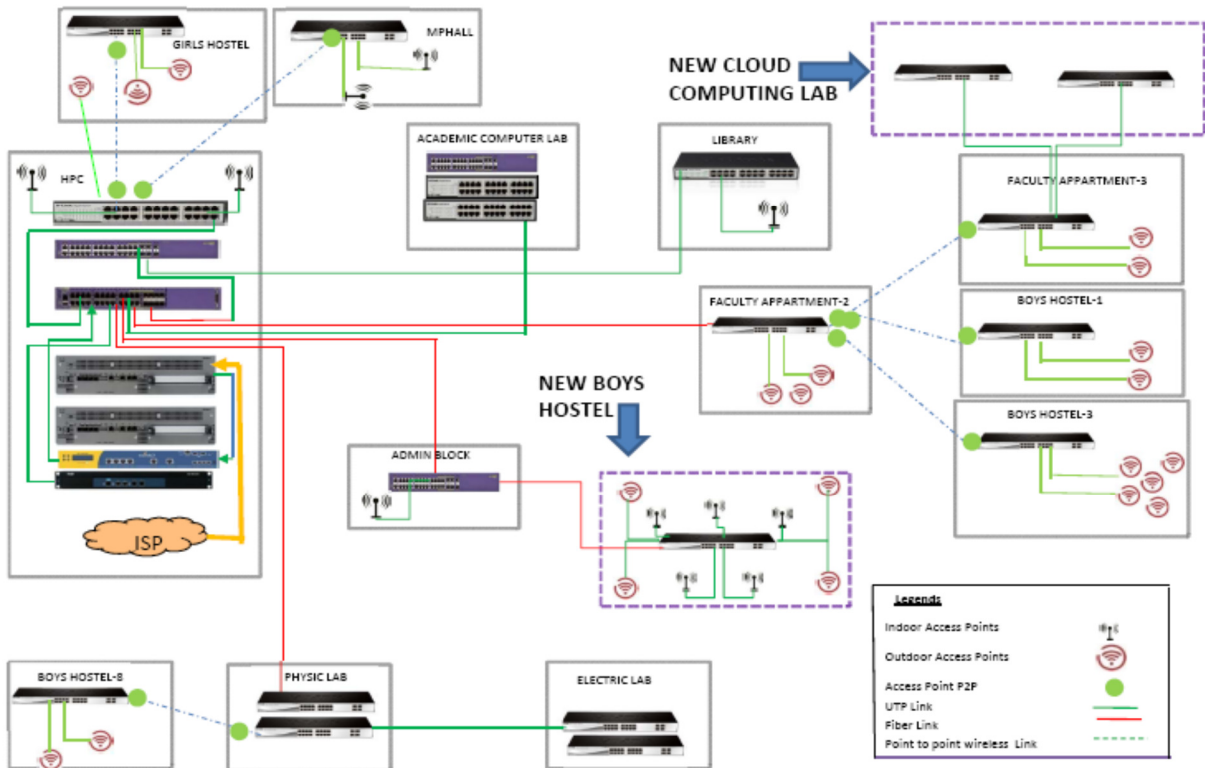 GIRLS HOSTEL
MPHALL
NEW CLOUD
COMPUTING LAB
ACADEMIC COMPUTER LAB
LIBRARY
HPC
FACULTY APPARTMENT-3
FACULTY APPARTMENT-2
BOYS HOSTEL-1
NEW BOYS
HOSTEL
BOYS HOSTEL-3
ADMIN BLOCK
ISP
BOYS HOSTEL-8
PHYSIC LAB
ELECTRIC LAB
Legends
Indoor Access Points
Outdoor Access Points
Access Point P2P
UTP Link
Fiber Link
Point to point wireless Link